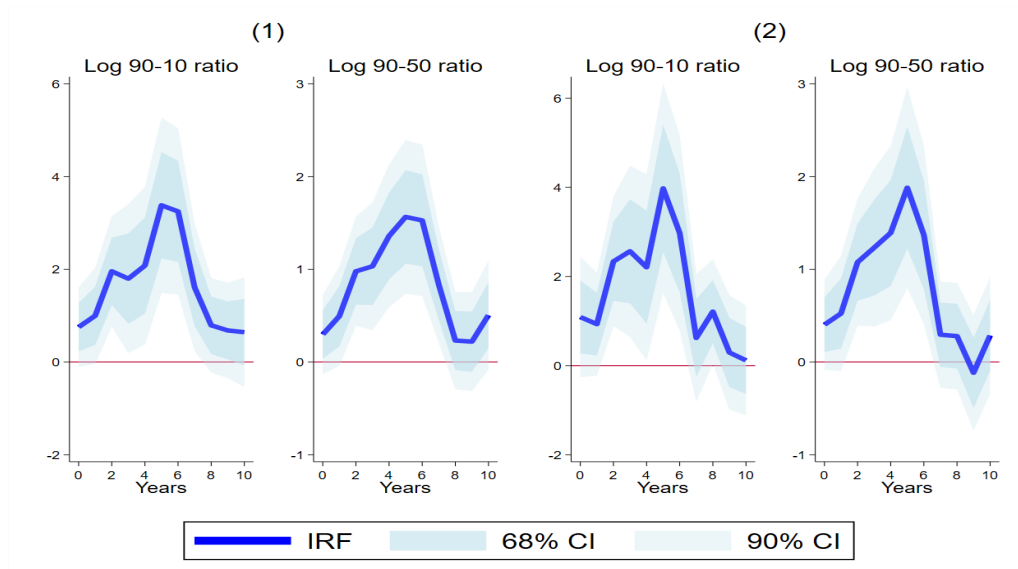 (1) (2)
Log 90-10 ratio Log 90-50 ratio Log 90-10 ratio Log 90-50 ratio
6 3 6 3
4 2 4 2
2 1 2 1
0 0 0 0
-2 -1 -2 -1
0 2 4 6 8 10 0 2 4 6 8 10 0 2 4 6 8 10 0 2 4 6 8 10
Years Years Years Years
IRF 68% CI 90% CI